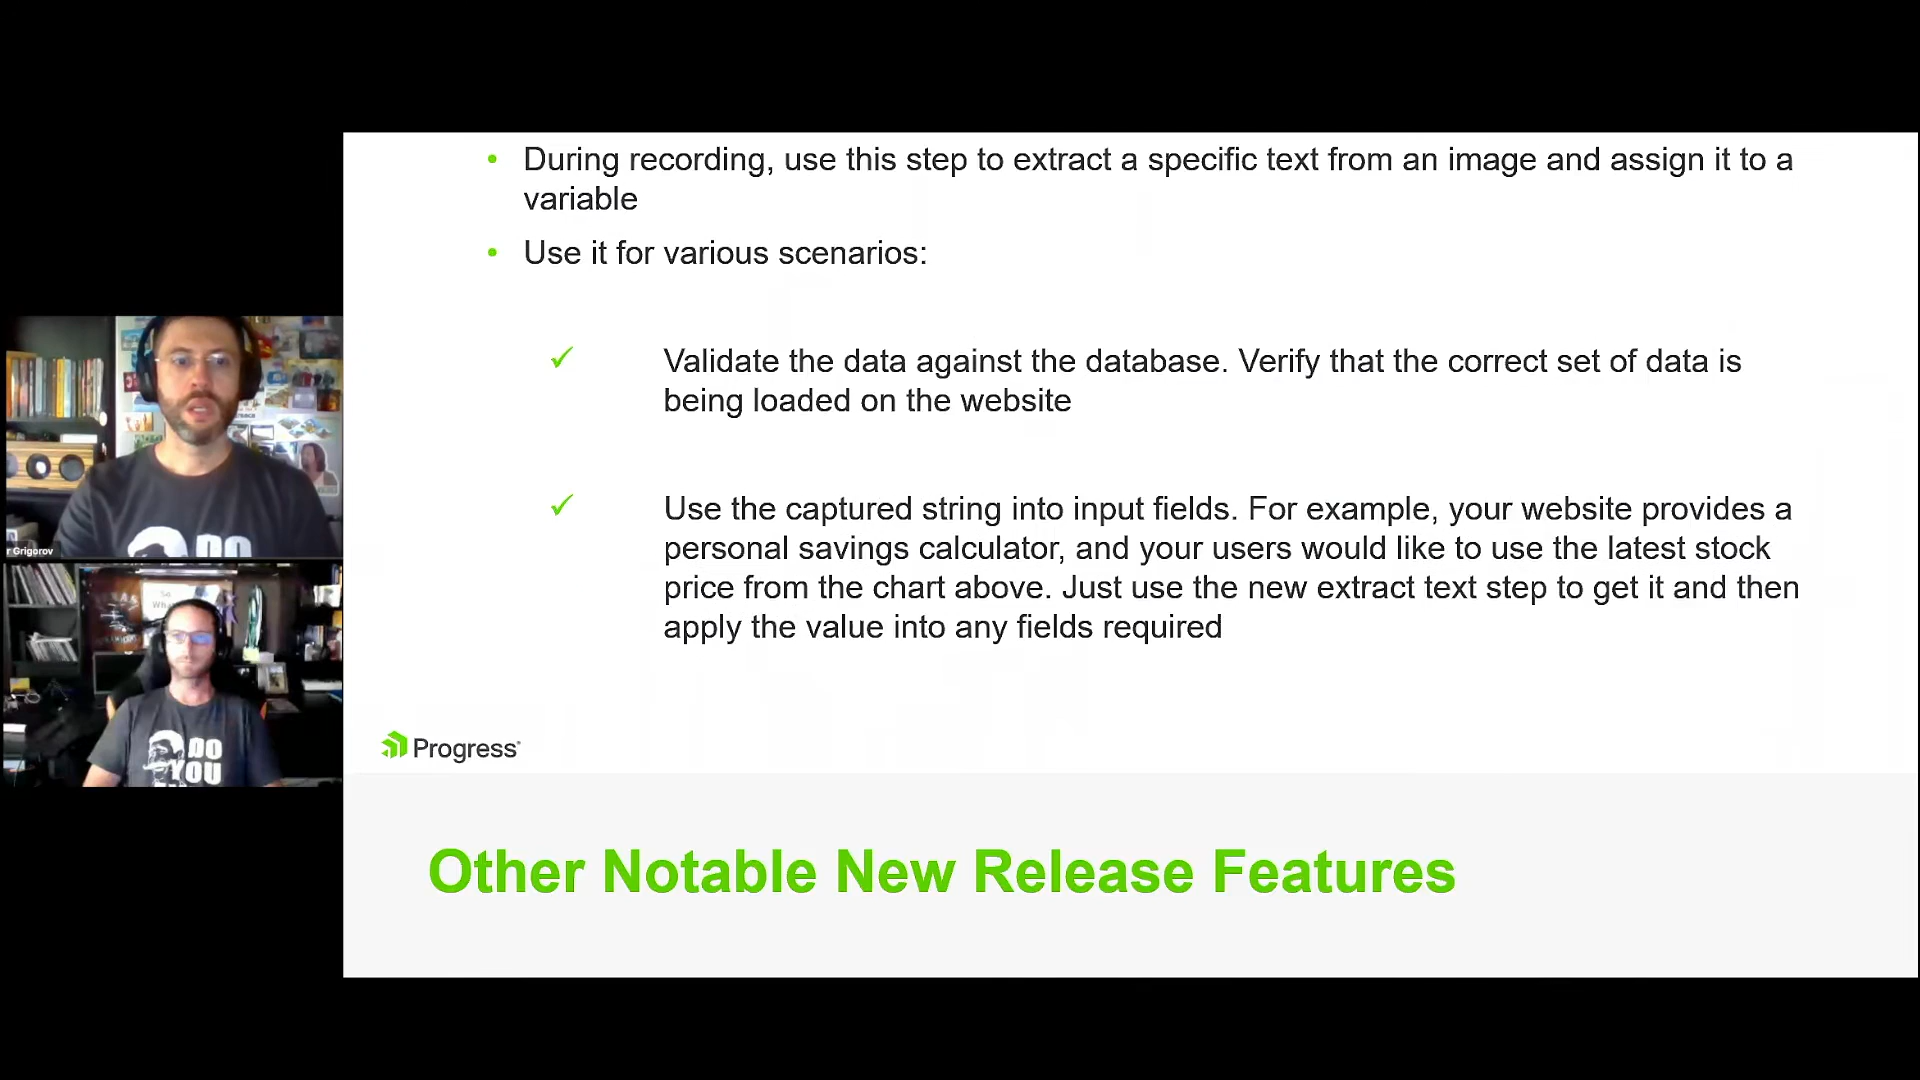 During recording, use this step to extract a specific text from an image and assign it to a
variable
Use it for various scenarios:
Validate the data against the database. Verify that the correct set of data is
being loaded on the website
Use the captured string into input fields. For example, your website provides a
personal savings calculator, and your users would like to use the latest stock
price from the chart above. Just use the new extract text step to get it and then
apply the value into any fields required
Progress
Other Notable New Release Features
r Grigorov
DO
So
DO
YOU